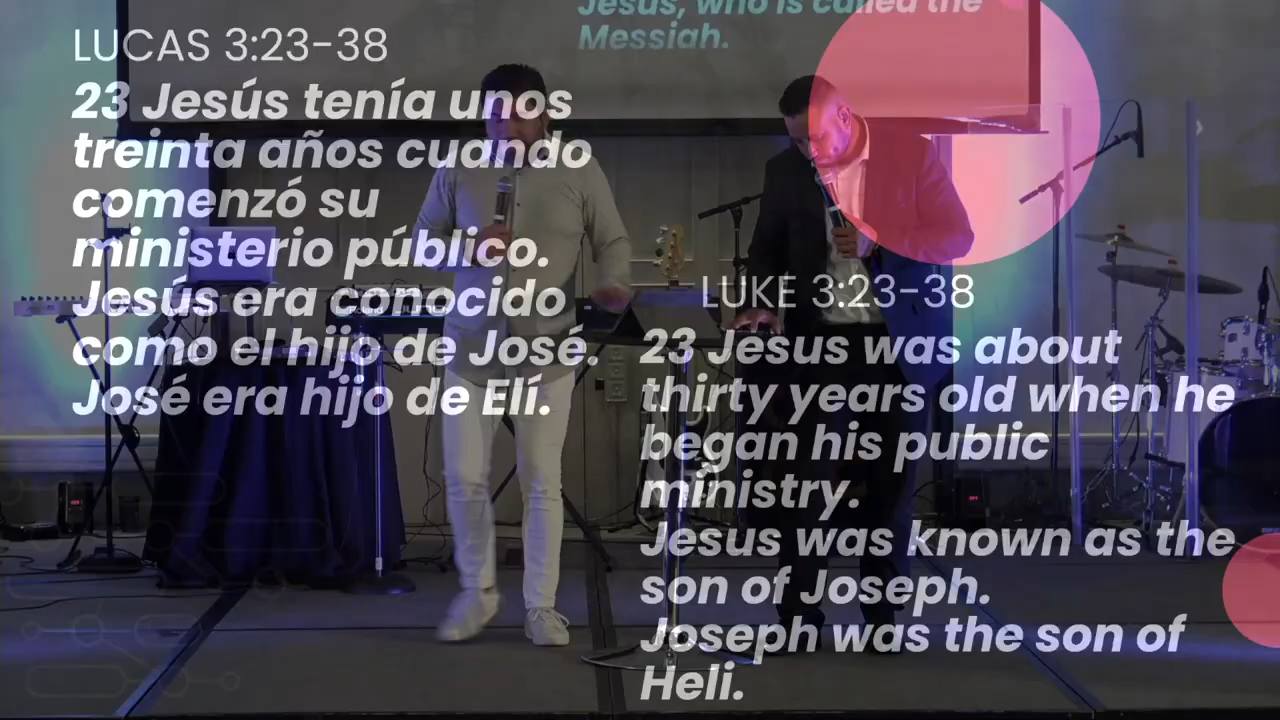 Jesus, who is called the
Messiah.
LUCAS 3:23-38
23 Jesús tenía unos
treinta años cuando
comenzó su
ministerio público.
Jesús era conocido
como el hijo de José.
José era hijo de Elí.
LUKE 3:23-38
23 Jesus was about
thirty years old when he
began his public
ministry.
Jesus was known as the
son of Joseph.
Joseph was the son of
Heli.